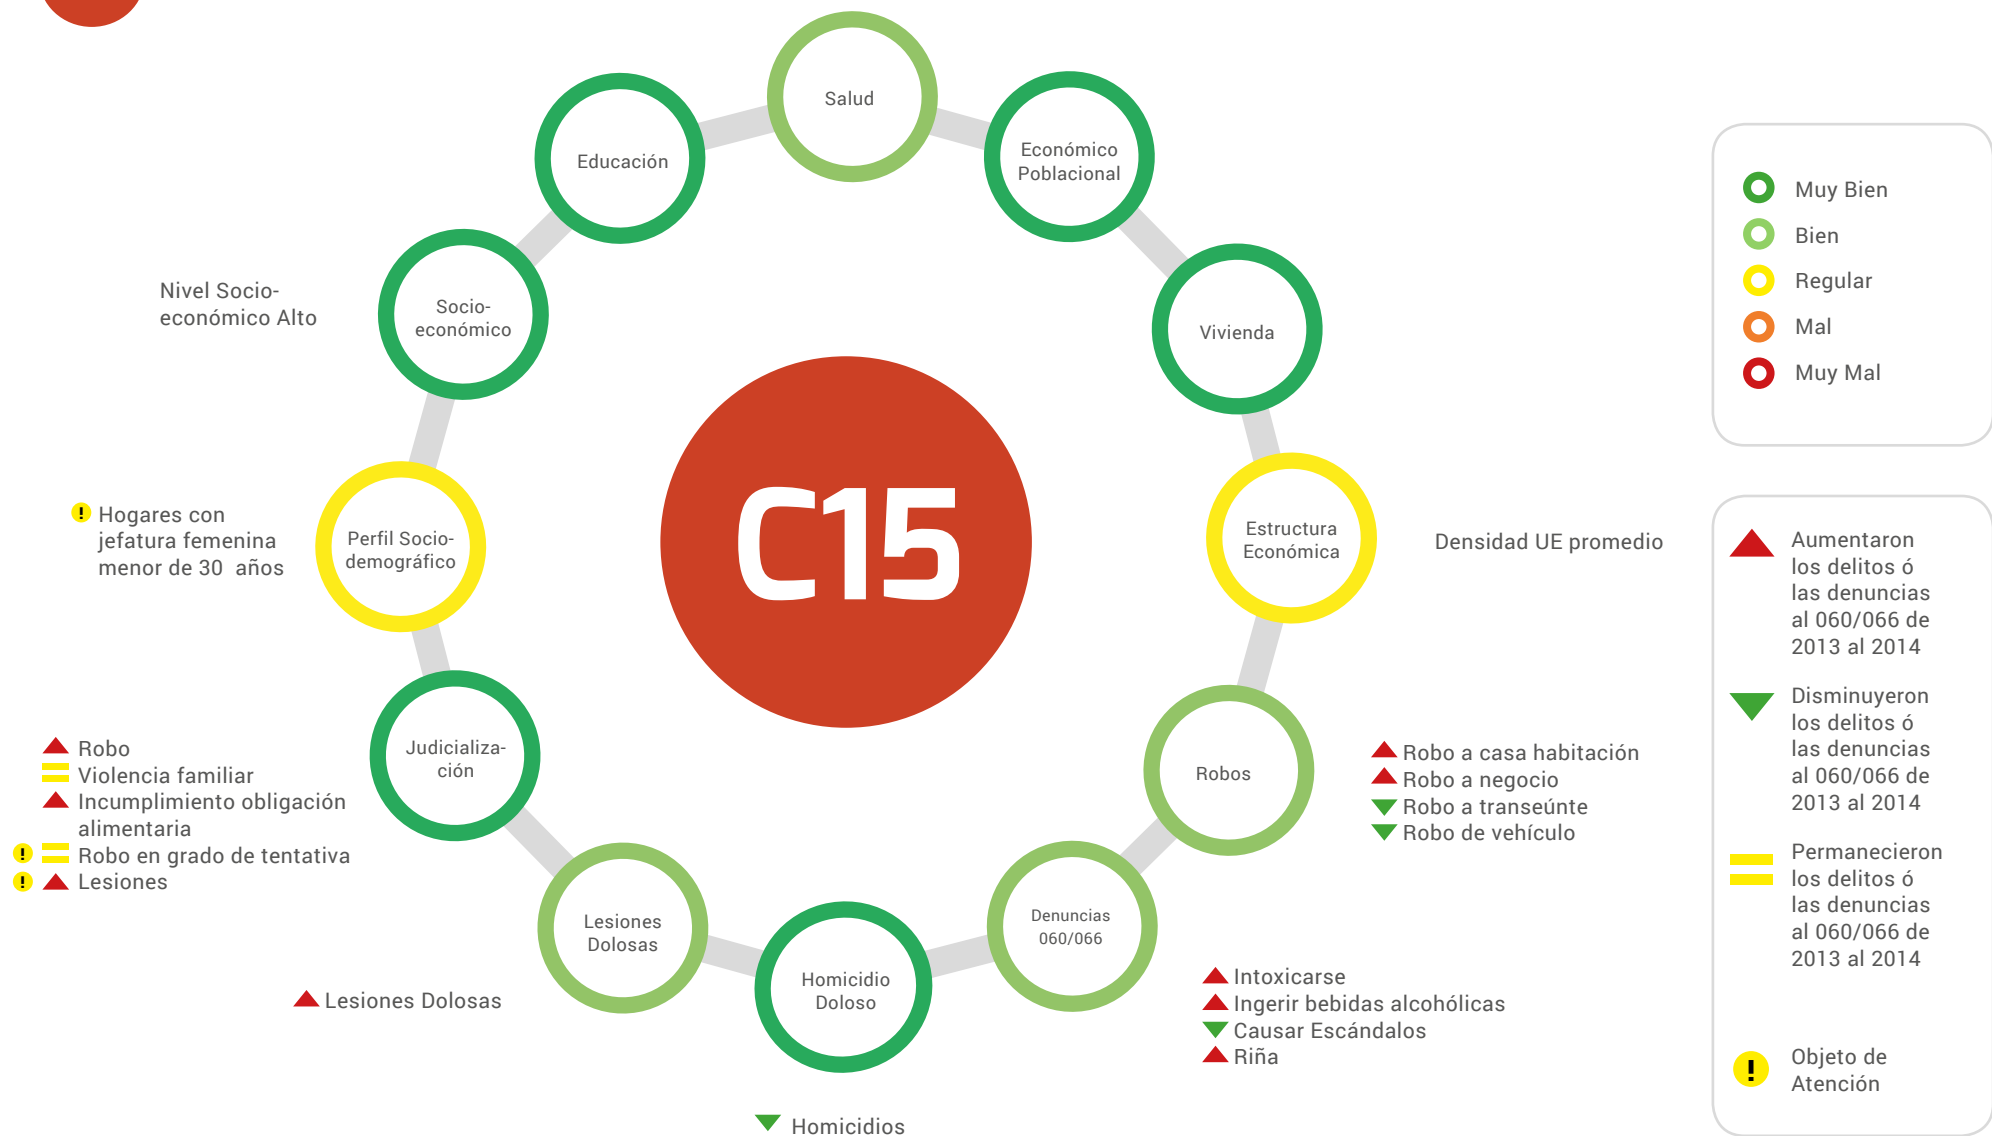 Salud
Educación
Económico
Poblacional
Socio-
económico
Vivienda
Nivel Socio-
económico Alto
C15
Perfil Socio-
demográfico
Hogares con
jefatura femenina
menor de 30 años
Estructura
Económica
Densidad UE promedio
Judicializa-
ción
Robo
Violencia familiar
Incumplimiento obligación
alimentaria
Robo en grado de tentativa
Lesiones
Robos
Robo a casa habitación
Robo a negocio
Robo a transeúnte
Robo de vehículo
Lesiones
Dolosas
Lesiones Dolosas
Homicidio
Doloso
Homicidios
Denuncias
060/066
Intoxicarse
Ingerir bebidas alcohólicas
Causar Escándalos
Riña
Muy Bien
Bien
Regular
Mal
Muy Mal
Aumentaron
los delitos ó
las denuncias
al 060/066 de
2013 al 2014
Disminuyeron
los delitos ó
las denuncias
al 060/066 de
2013 al 2014
Permanecieron
los delitos ó
las denuncias
al 060/066 de
2013 al 2014
Objeto de
Atención